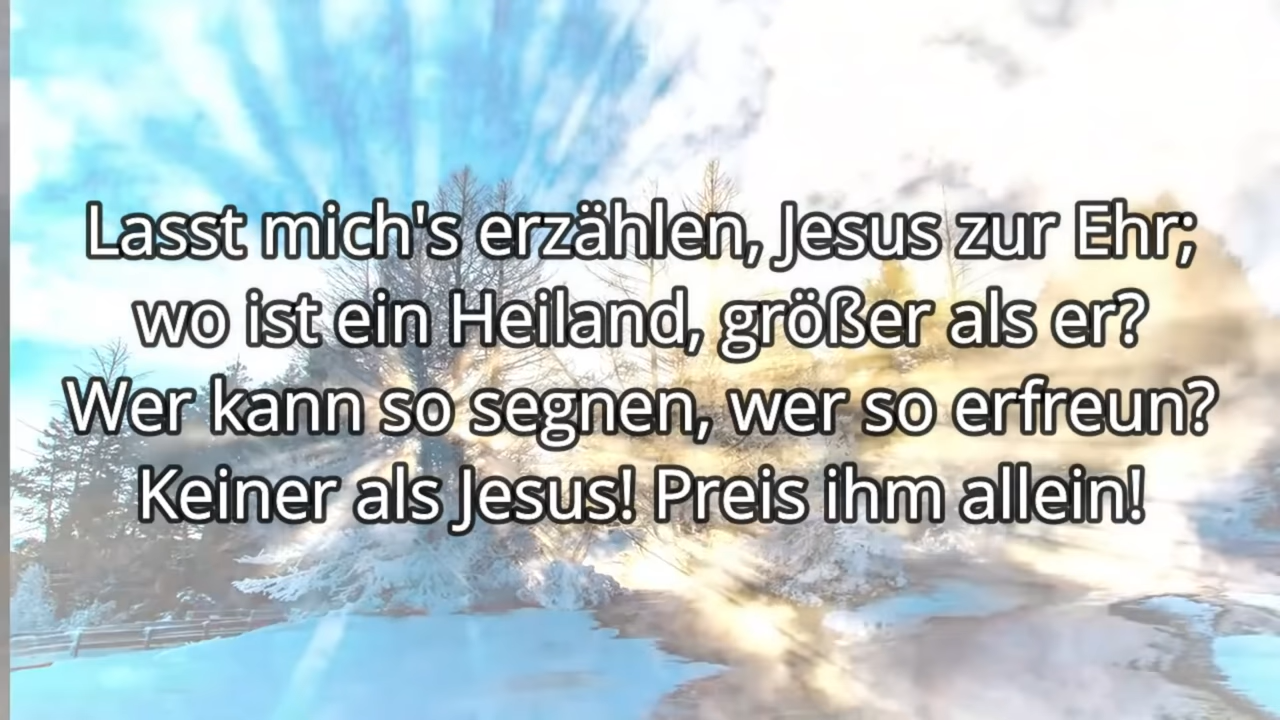 Lasst mich's erzählen, Jesus zur Ehr;
wo ist ein Heiland, größer als er?
Wer kann so segnen, wer so erfreun?
Keiner als Jesus! Preis ihm allein!